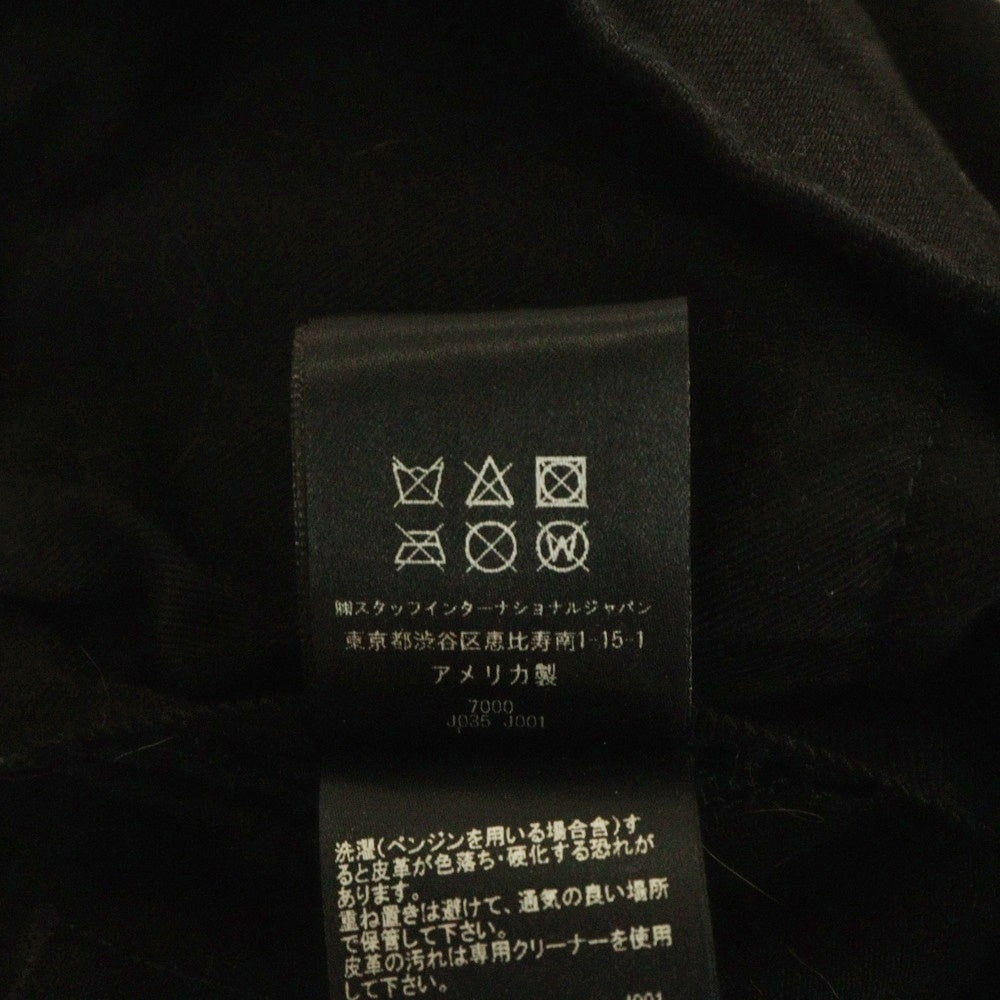 W
㈱スタッフインターナショナルジャパン
東京都渋谷区恵比寿南1-15-1
アメリカ製
7000
J035 J001
洗濯(ベンジンを用いる場合含)す
ると皮革が色落ち･硬化する恐れが
あります。
重ね置きは避けて、通気の良い場所
で保管して下さい。
皮革の汚れは専用クリーナーを使用
して下さい。
J001